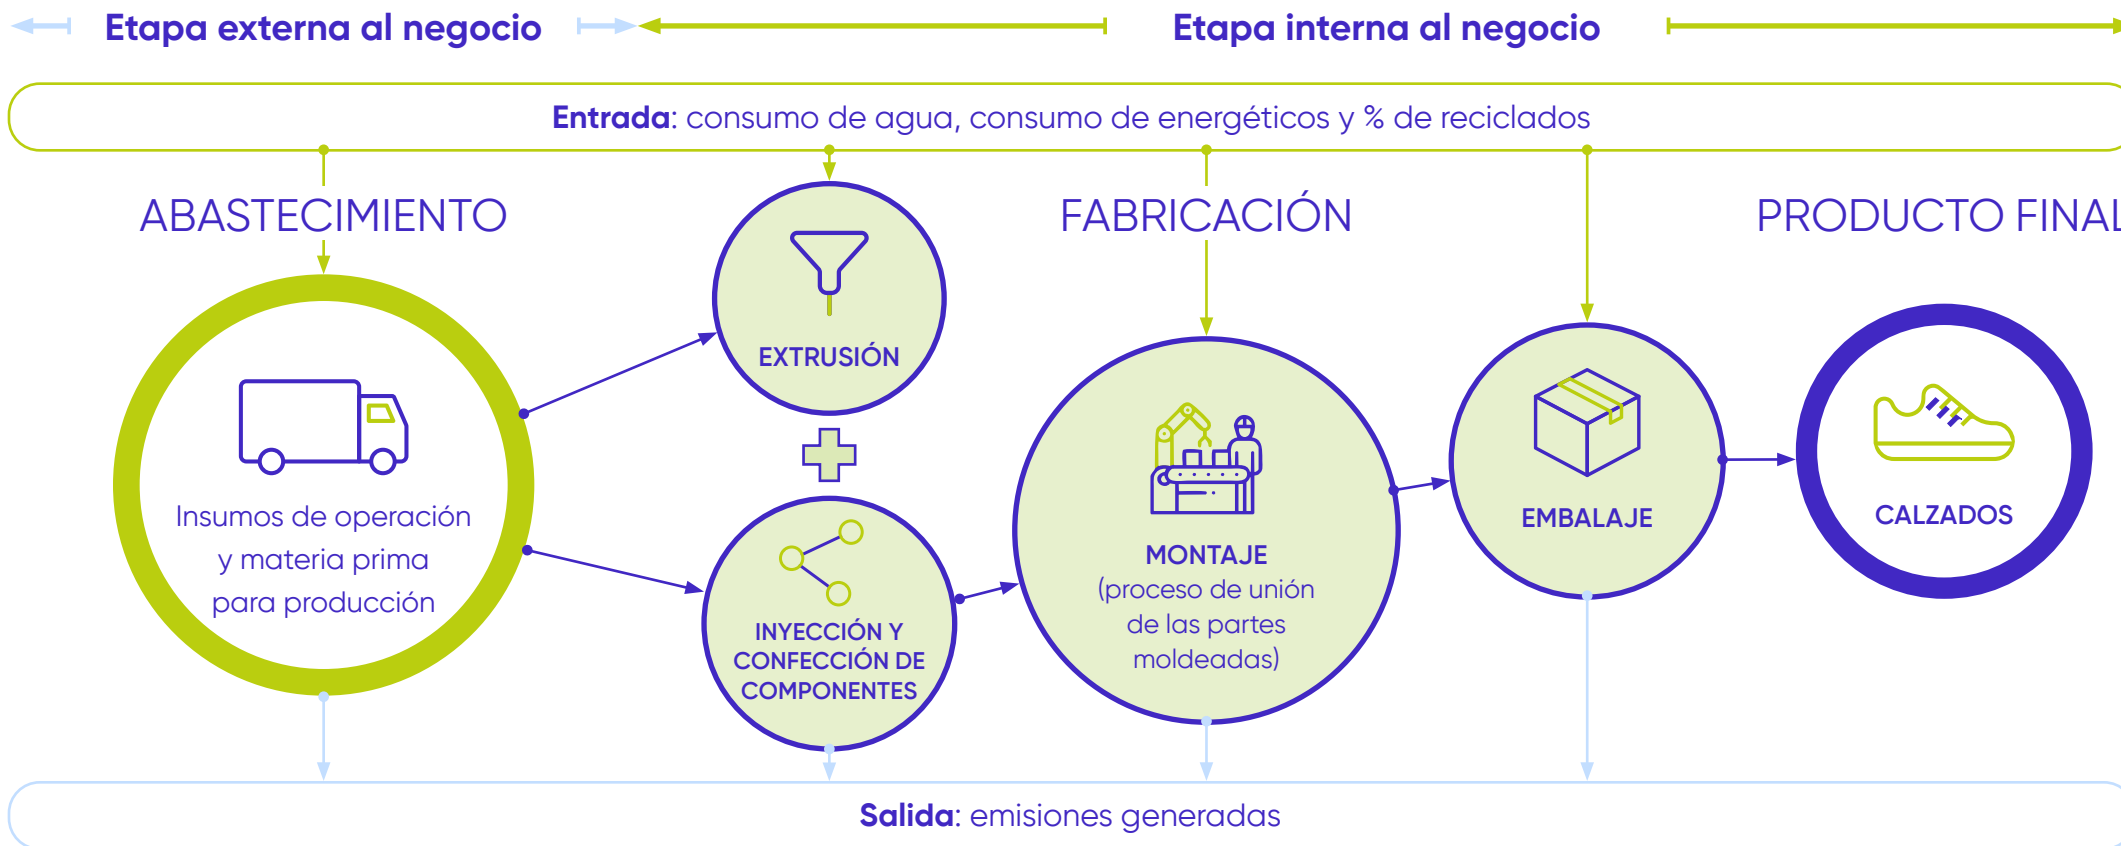 Etapa externa al negocio
Etapa interna al negocio
Entrada: consumo de agua, consumo de energéticos y % de reciclados
ABASTECIMIENTO
FABRICACIÓN
PRODUCTO FINAL
EXTRUSIÓN
Insumos de operación
y materia prima
para producción
INYECCIÓN Y
CONFECCIÓN DE
COMPONENTES
MONTAJE
(proceso de unión
de las partes
moldeadas)
EMBALAJE
CALZADOS
Salida: emisiones generadas